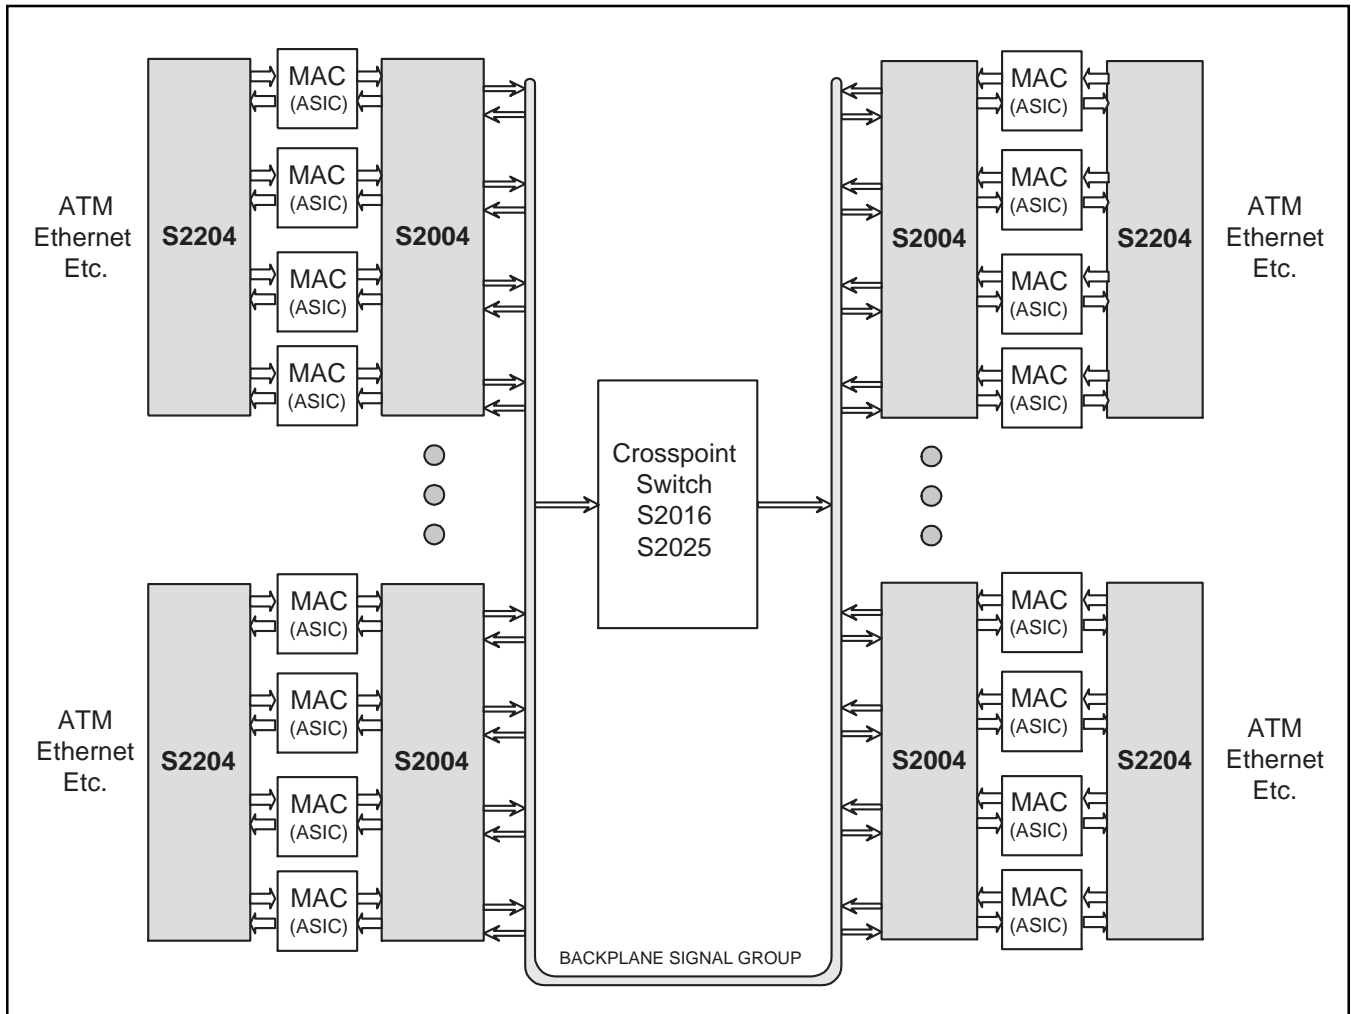 ATM
Ethernet
Etc.
S2204
MAC
(ASIC)
MAC
(ASIC)
MAC
(ASIC)
MAC
(ASIC)
S2004
S2004
MAC
(ASIC)
MAC
(ASIC)
MAC
(ASIC)
MAC
(ASIC)
S2204
ATM
Ethernet
Etc.
Crosspoint
Switch
S2016
S2025
ATM
Ethernet
Etc.
S2204
MAC
(ASIC)
MAC
(ASIC)
MAC
(ASIC)
MAC
(ASIC)
S2004
S2004
MAC
(ASIC)
MAC
(ASIC)
MAC
(ASIC)
MAC
(ASIC)
S2204
ATM
Ethernet
Etc.
BACKPLANE SIGNAL GROUP